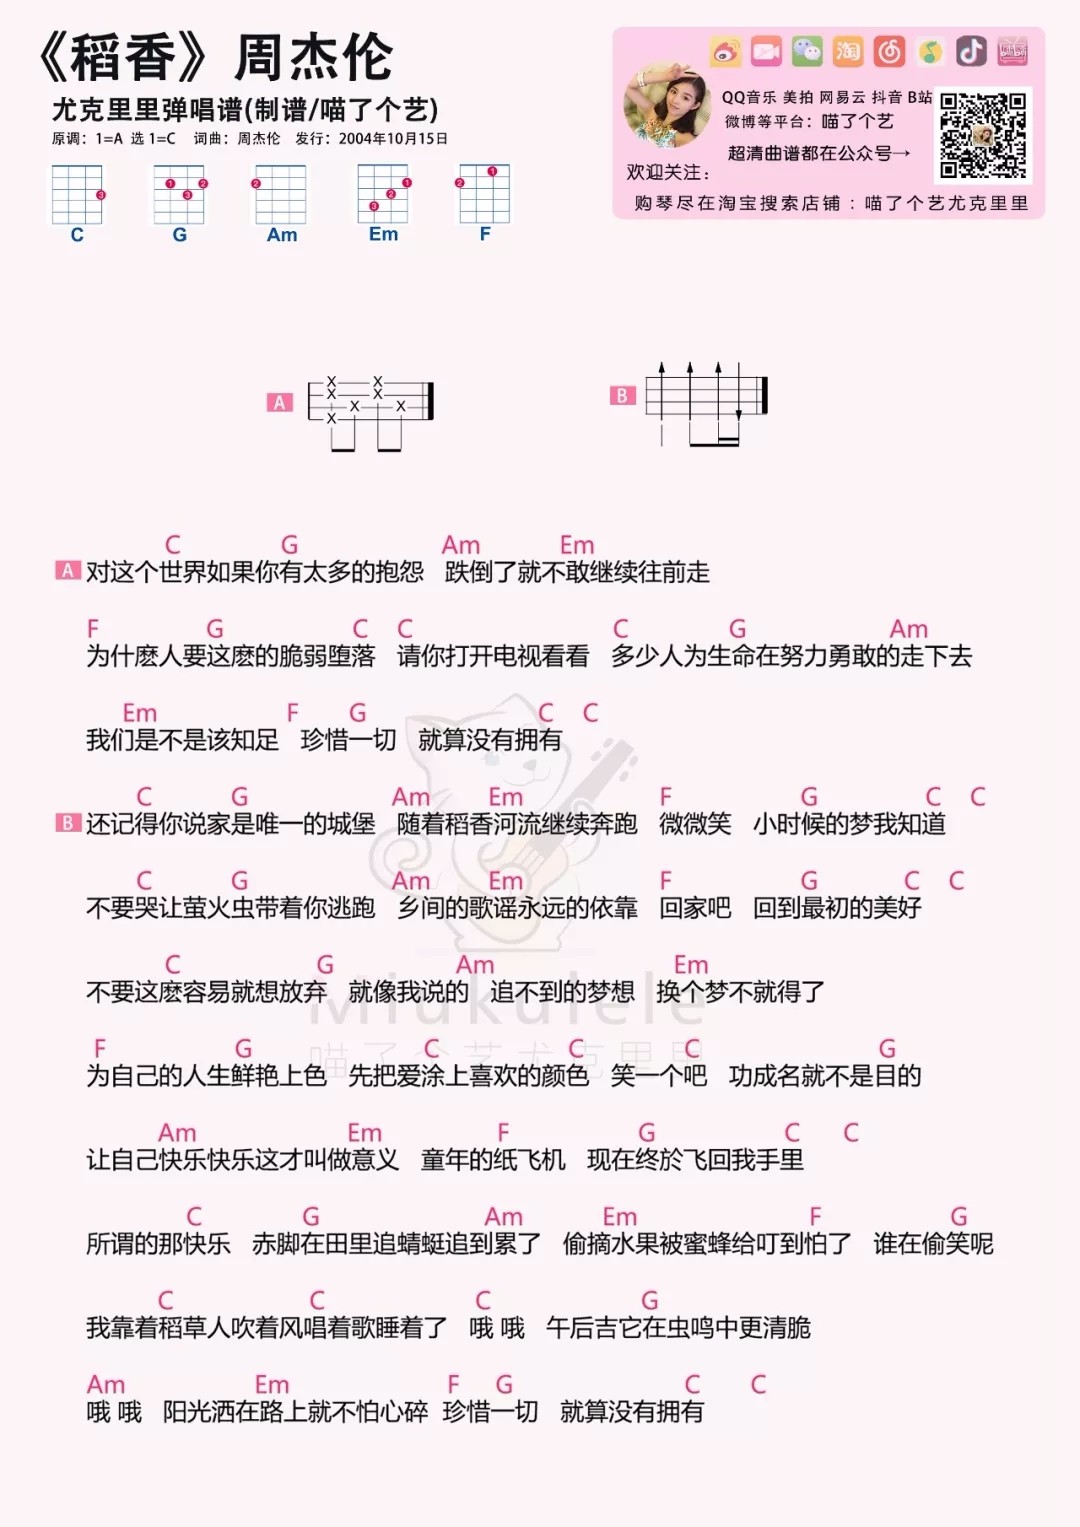 《稻香》周杰伦
尤克里里弹唱谱(制谱/喵了个艺)
原调：1=A 选1=C 词曲：周杰伦 发行：2004年10月15日
QQ音乐 美拍 网易云 抖音 B站
微博等平台：喵了个艺
超清曲谱都在公众号→
欢迎关注：
购琴尽在淘宝搜索店铺：喵了个艺尤克里里
淘
1 2 3 2 1 2 3 2 1
3
C G Am Em F
A B
C G Am Em
A 对这个世界如果你有太多的抱怨 跌倒了就不敢继续往前走
F G C C C G Am
为什麽人要这麽的脆弱堕落 请你打开电视看看 多少人为生命在努力勇敢的走下去
Em F G C C
我们是不是该知足 珍惜一切 就算没有拥有
C G Am Em F G C C
B 还记得你说家是唯一的城堡 随着稻香河流继续奔跑 微微笑 小时候的梦我知道
C G Am Em F G C C
不要哭让萤火虫带着你逃跑 乡间的歌谣永远的依靠 回家吧 回到最初的美好
C G Am Em
不要这麽容易就想放弃 就像我说的 追不到的梦想 换个梦不就得了
Miukulele
F G C C C G
为自己的人生鲜艳上色 先把爱涂上喜欢的颜色 笑一个吧 功成名就不是目的
喵了个艺尤克里里
Am Em F G C C
让自己快乐快乐这才叫做意义 童年的纸飞机 现在终於飞回我手里
C G Am Em F G
所谓的那快乐 赤脚在田里追蜻蜓追到累了 偷摘水果被蜜蜂给叮到怕了 谁在偷笑呢
C C C G
我靠着稻草人吹着风唱着歌睡着了 哦 哦 午后吉它在虫鸣中更清脆
Am Em F G C C
哦 哦 阳光洒在路上就不怕心碎 珍惜一切 就算没有拥有